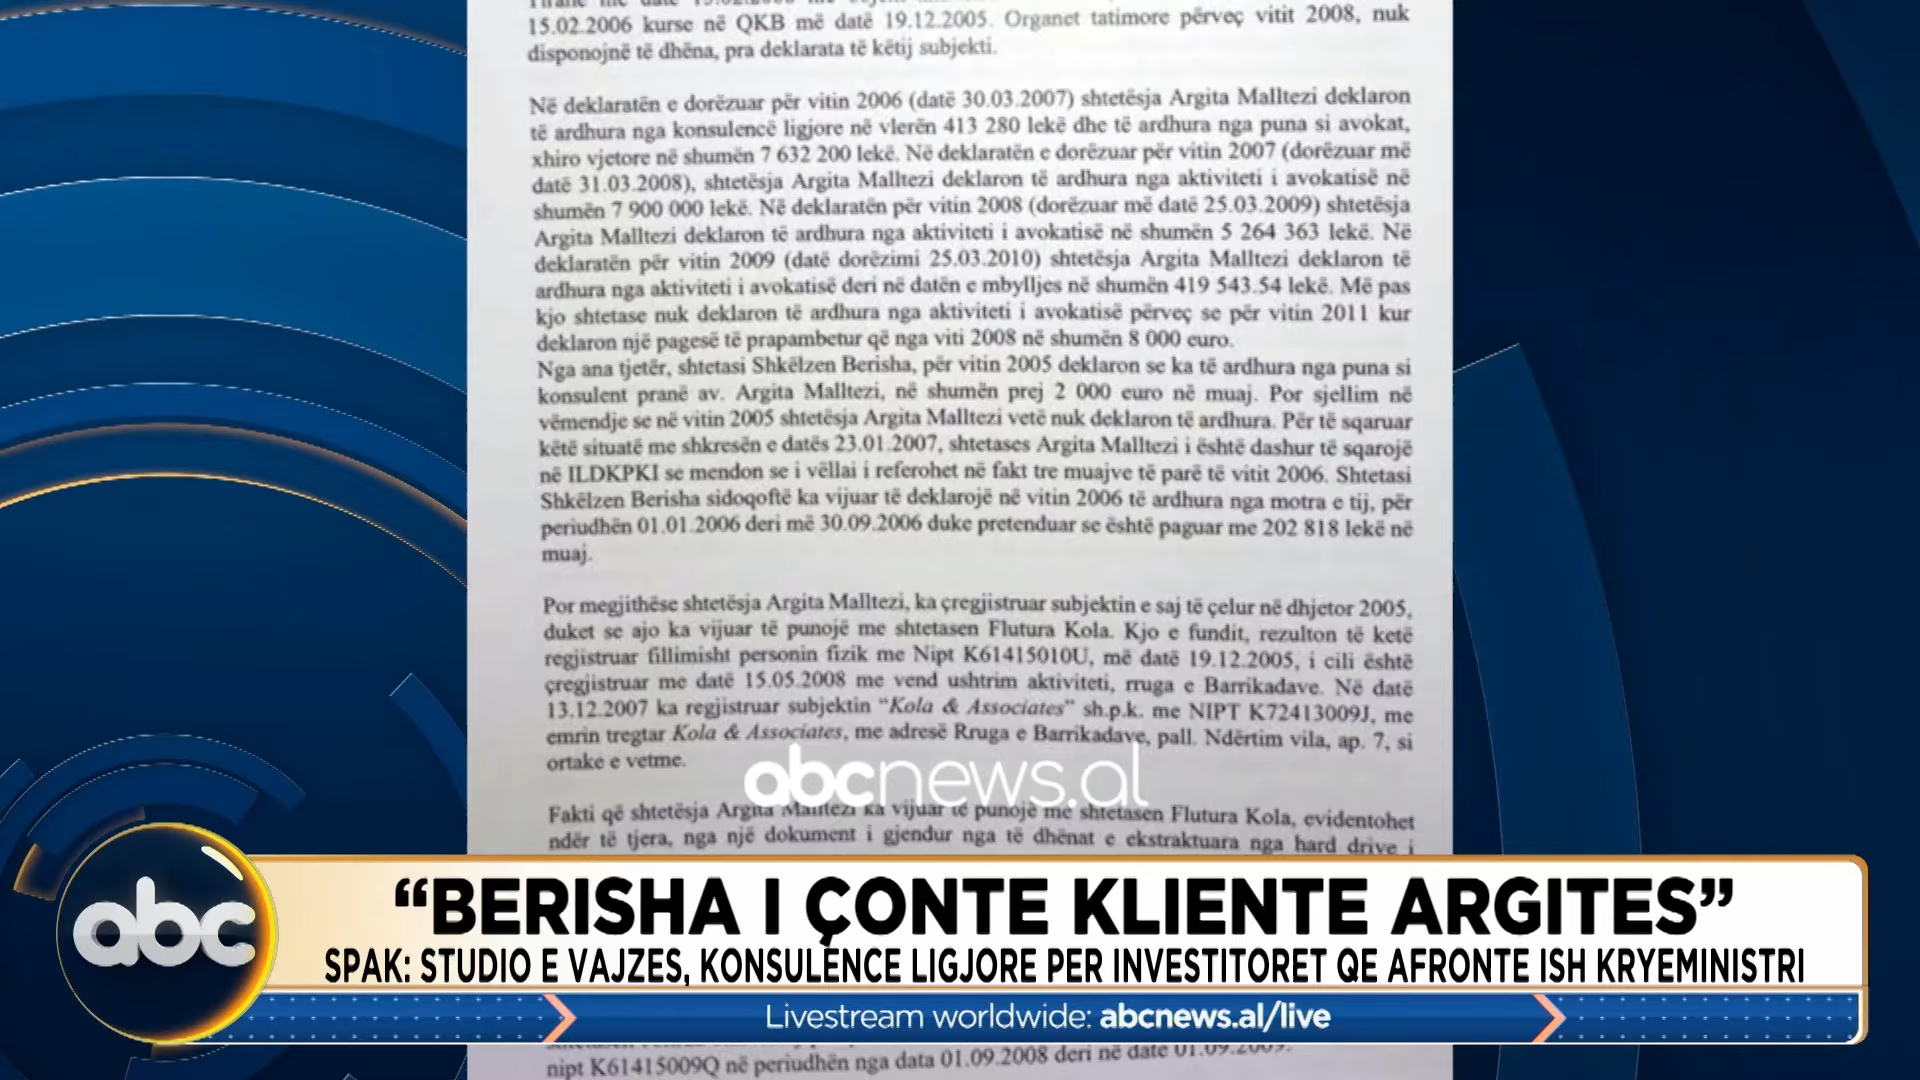 15.02.2006 kurse në QKB më datë 19.12.2005. Organet tatimore përveç vitit 2008, nuk
disponojnë të dhëna, pra deklarata të këtij subjekti.
Në deklaratën e dorëzuar për vitin 2006 (datë 30.03.2007) shtetësja Argita Malltezi deklaron
të ardhura nga konsulencë ligjore në vlerën 413 280 lekë dhe të ardhura nga puna si avokat,
xhiro vjetore në shumën 7 632 200 lekë. Në deklaratën e dorëzuar për vitin 2007 (dorëzuar më
datë 31.03.2008), shtetësja Argita Malltezi deklaron të ardhura nga aktiviteti i avokatisë në
shumën 7 900 000 lekë. Në deklaratën për vitin 2008 (dorëzuar më datë 25.03.2009) shtetësja
Argita Malltezi deklaron të ardhura nga aktiviteti i avokatisë në shumën 5 264 363 lekë. Në
deklaratën për vitin 2009 (datë dorëzimi 25.03.2010) shtetësja Argita Malltezi deklaron të
ardhura nga aktiviteti i avokatisë deri në datën e mbylljes në shumën 419 543.54 lekë. Më pas
kjo shtetase nuk deklaron të ardhura nga aktiviteti i avokatisë përveç se për vitin 2011 kur
deklaron një pagesë të prapambetur që nga viti 2008 në shumën 8 000 euro.
Nga ana tjetër, shtetasi Shkëlzen Berisha, për vitin 2005 deklaron se ka të ardhura nga puna si
konsulent pranë av. Argita Malltezi, në shumën prej 2 000 euro në muaj. Por sjellim në
vëmendje se në vitin 2005 shtetësja Argita Malltezi vetë nuk deklaron të ardhura. Për të sqaruar
këtë situatë me shkresën e datës 23.01.2007, shtetases Argita Malltezi i është dashur të sqarojë
në ILDKPKI se mendon se i vëllai i referohet në fakt tre muajve të parë të vitit 2006. Shtetasi
Shkëlzen Berisha sidoqoftë ka vijuar të deklarojë në vitin 2006 të ardhura nga motra e tij, për
periudhën 01.01.2006 deri më 30.09.2006 duke pretenduar se është paguar me 202 818 lekë në
muaj.
Por megjithëse shtetësja Argita Malltezi, ka çregjistruar subjektin e saj të çelur në dhjetor 2005,
duket se ajo ka vijuar të punojë me shtetasen Flutura Kola. Kjo e fundit, rezulton të ketë
regjistruar fillimisht personin fizik me Nipt K61415010U, më datë 19.12.2005, i cili është
çregjistruar me datë 15.05.2008 me vend ushtrim aktiviteti, rruga e Barrikadave. Në datë
13.12.2007 ka regjistruar subjektin "Kola & Associates" sh.p.k. me NIPT K72413009J, me
emrin tregtar Kola & Associates, me adresë Rruga e Barrikadave, pall. Ndërtim vila, ap. 7, si
ortake e vetme.
abcnews.al
Fakti që shtetësja Argita Malltezi ka vijuar të punojë me shtetasen Flutura Kola, evidentohet
ndër të tjera, nga një dokument i gjendur nga të dhënat e ekstraktuara nga hard drive i
abc
“BERISHA I ÇONTE KLIENTE ARGITES”
SPAK: STUDIO E VAJZES, KONSULENCE LIGJORE PER INVESTITORET QE AFRONTE ISH KRYEMINISTRI
Livestream worldwide: abcnews.al/live
nipt K61415009Q në periudhën nga data 01.09.2008 deri në datë 01.09.2009.